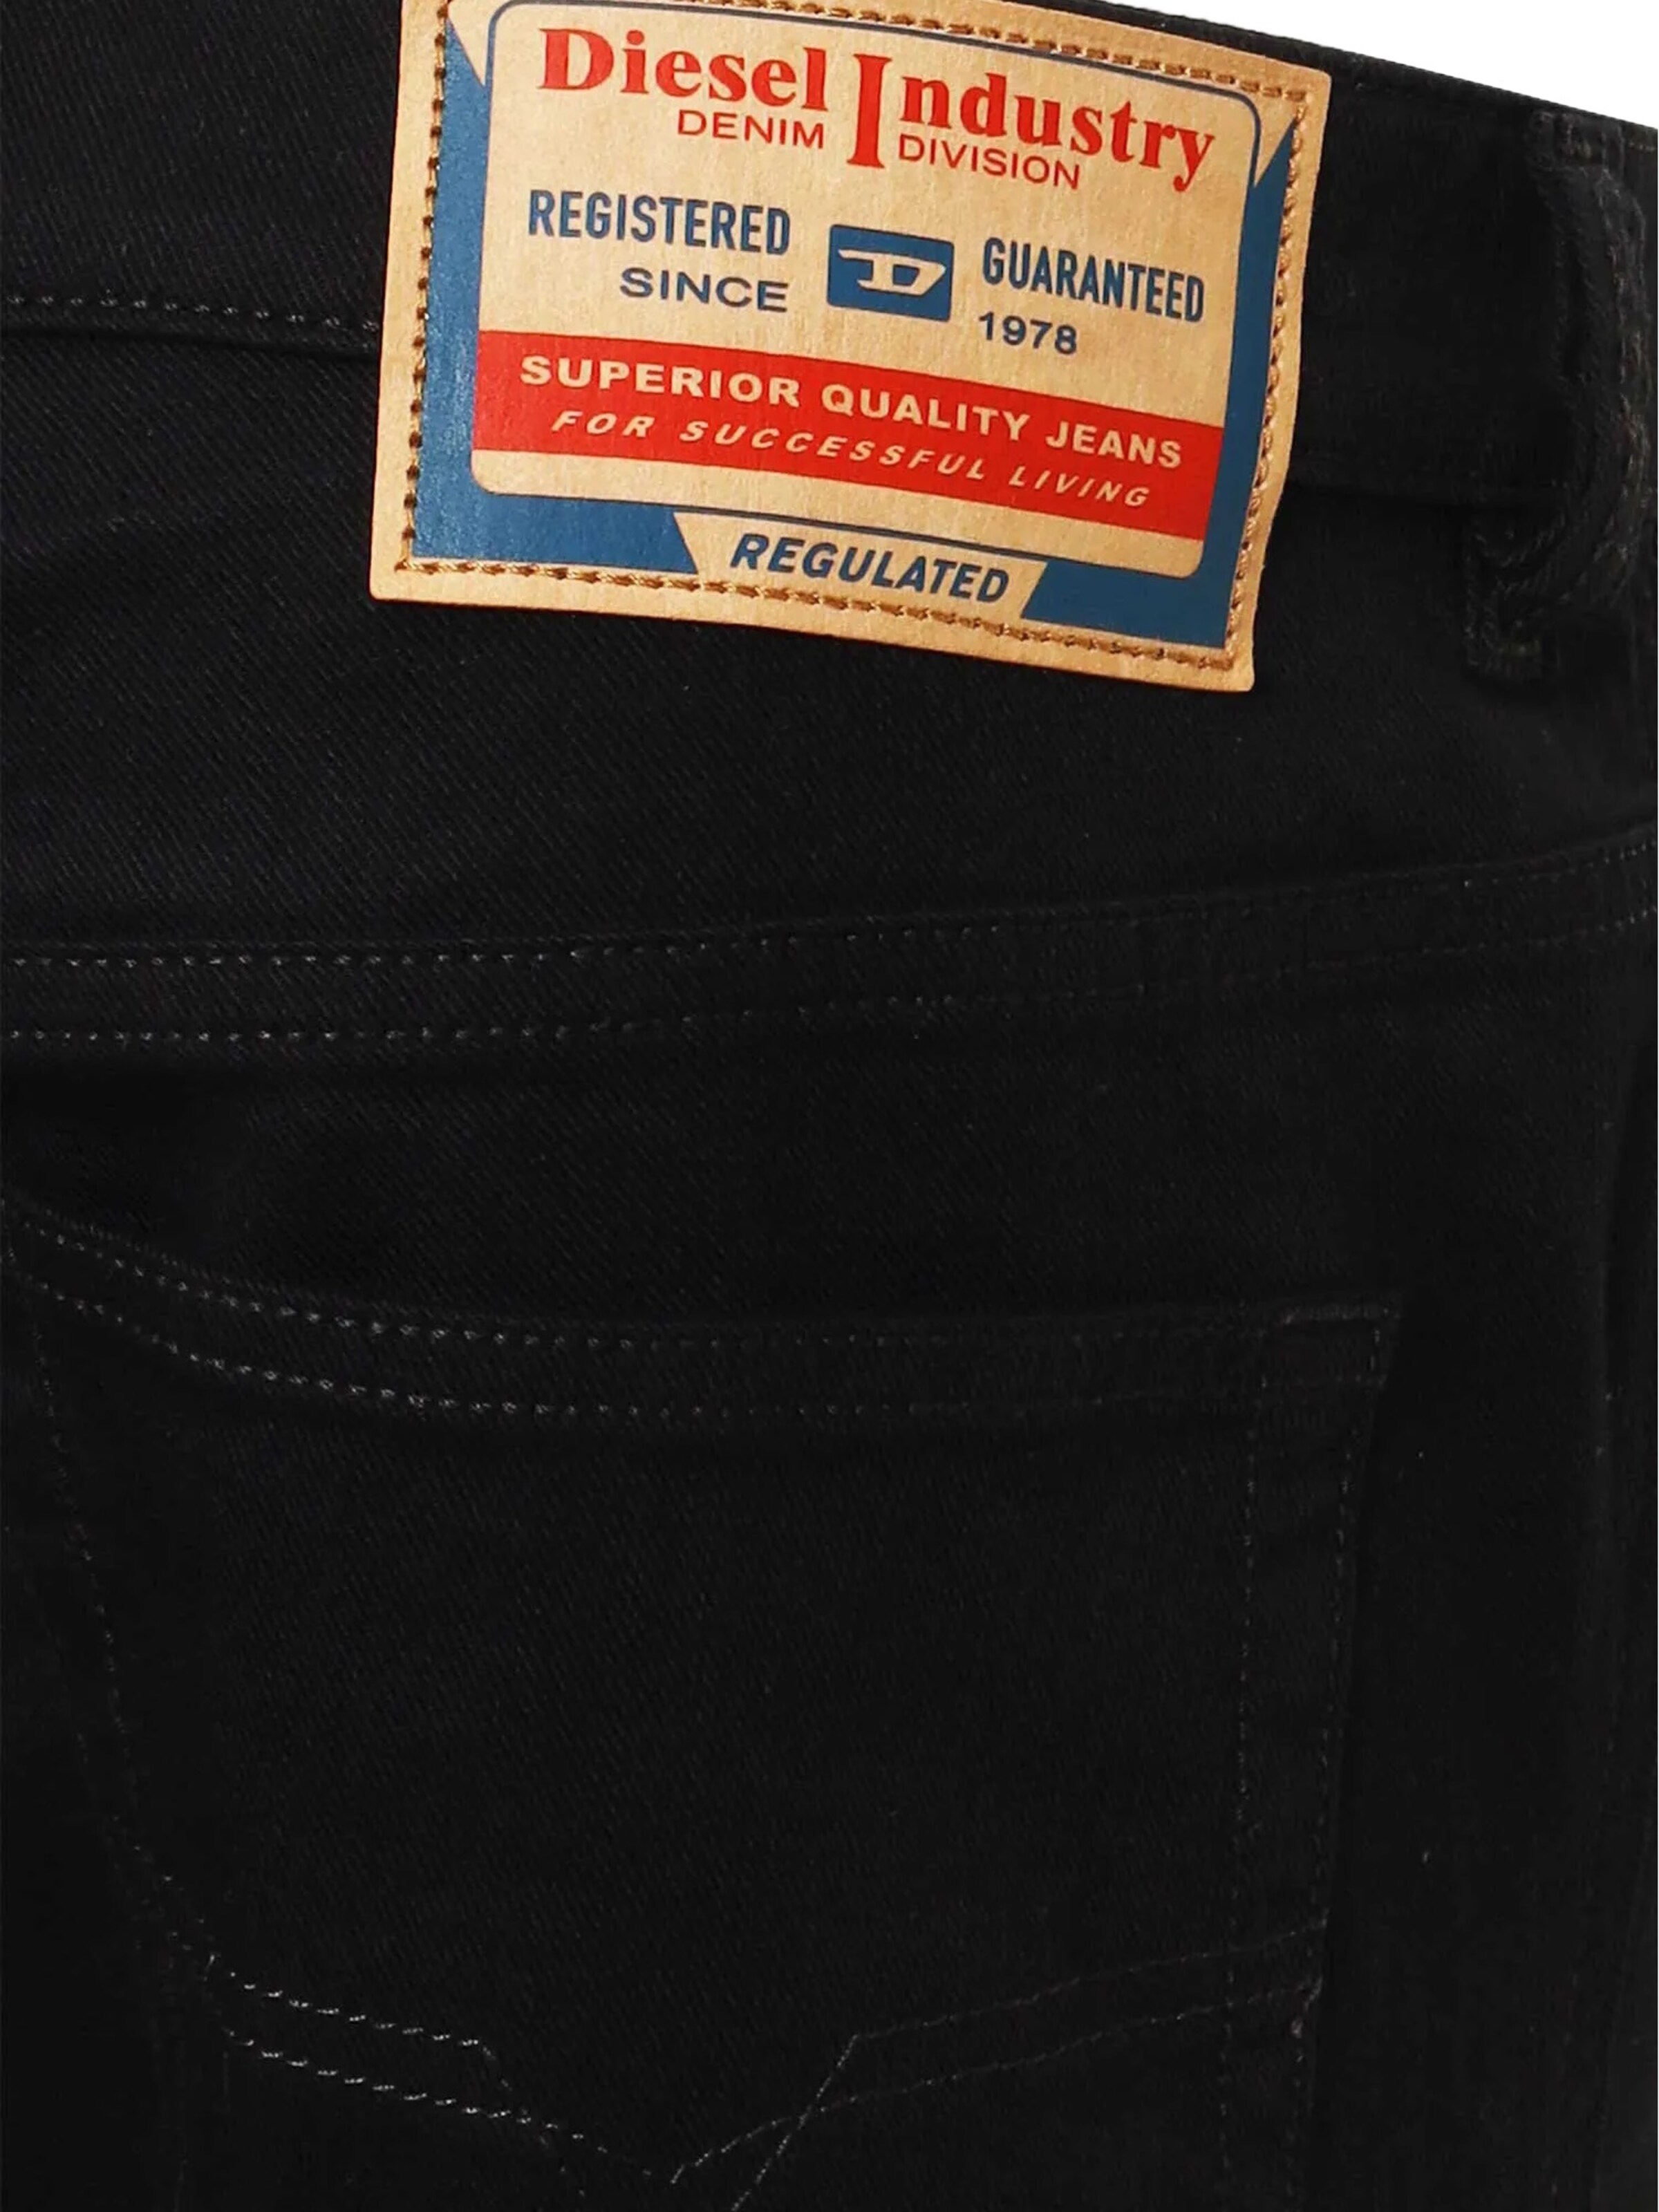 Diesel Industry
DENIM DIVISION
REGISTERED D GUARANTEED
SINCE 1978
SUPERIOR QUALITY JEANS
FOR SUCCESSFUL LIVING
REGULATED